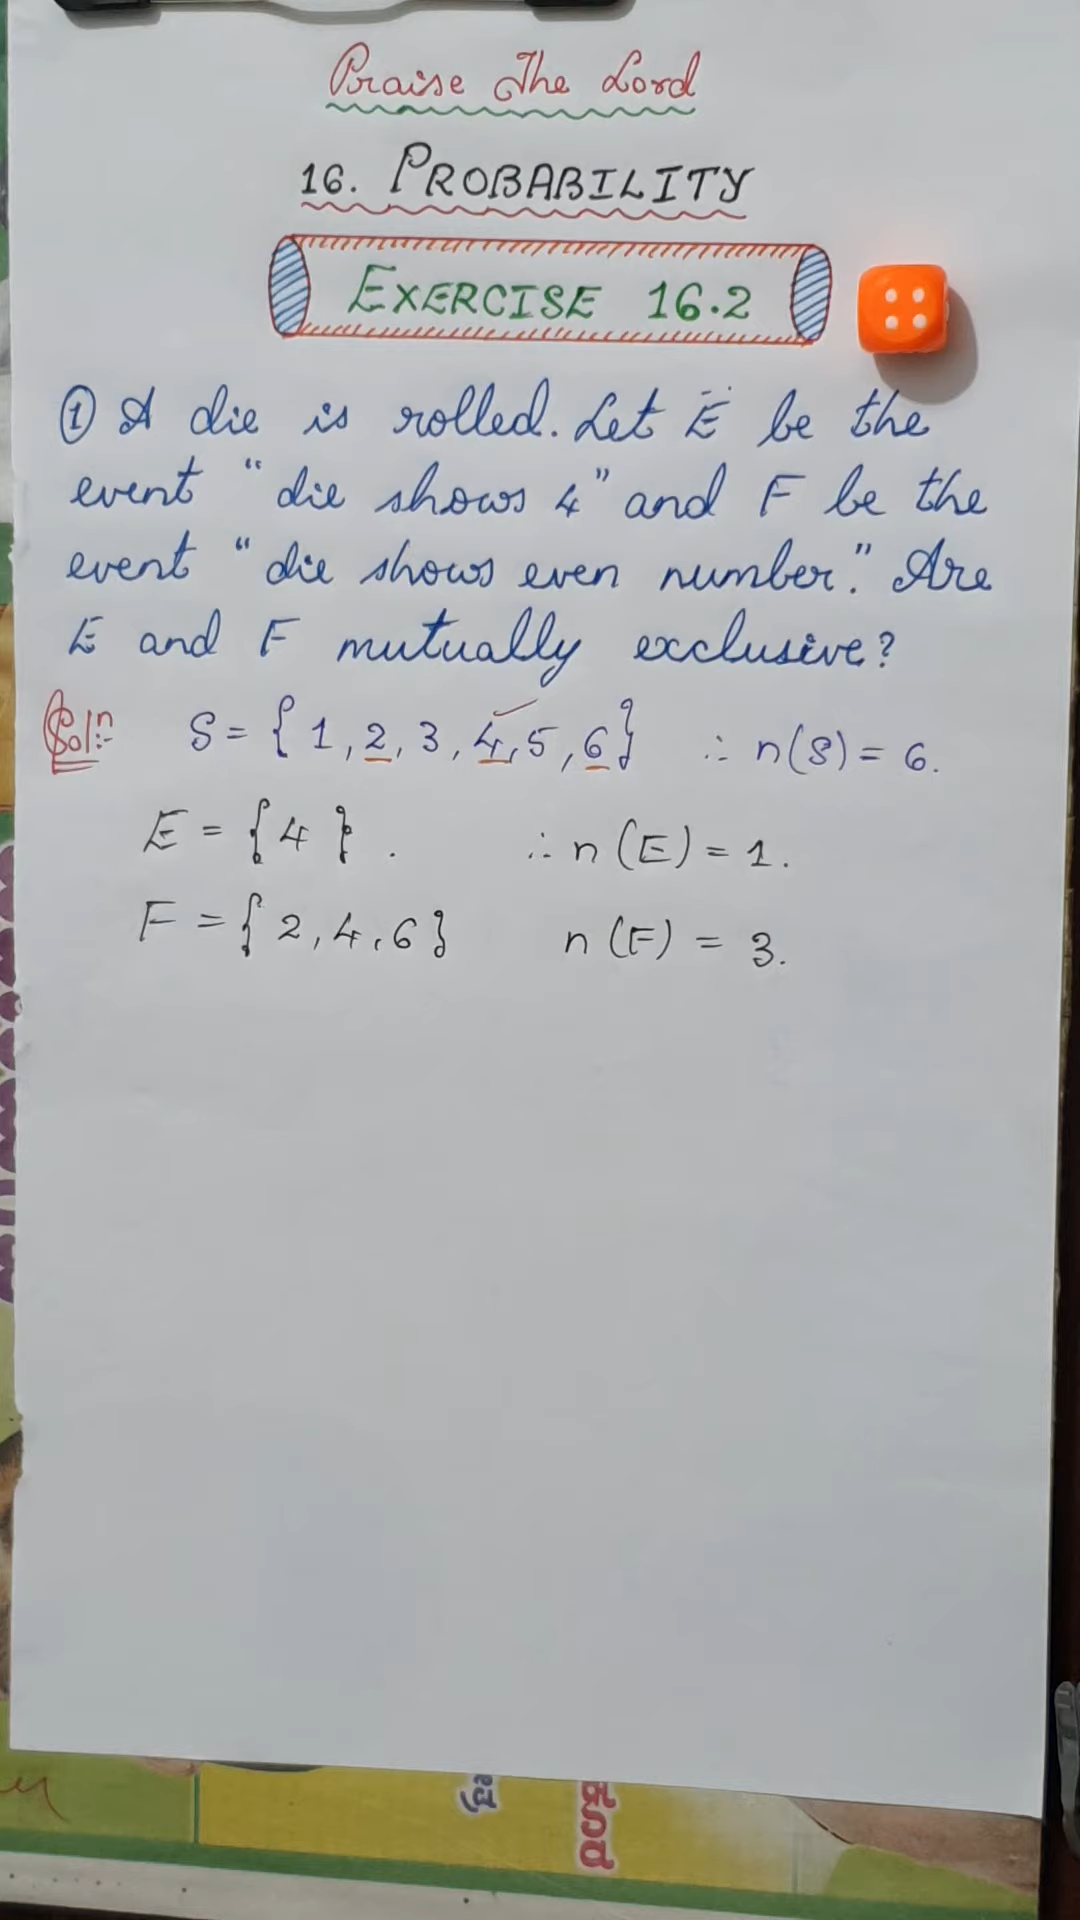 Praise The Lord
16. PROBABILITY
EXERCISE 16.2
① A die is rolled. Let E be the
event "die shows 4" and F be the
event "die shows even number." Are
E and F mutually exclusive?
Solⁿ:- S = {1, 2, 3, 4, 5, 6} ∴ n(S) = 6.
E = {4}. ∴ n(E) = 1.
F = {2, 4, 6} n(F) = 3.